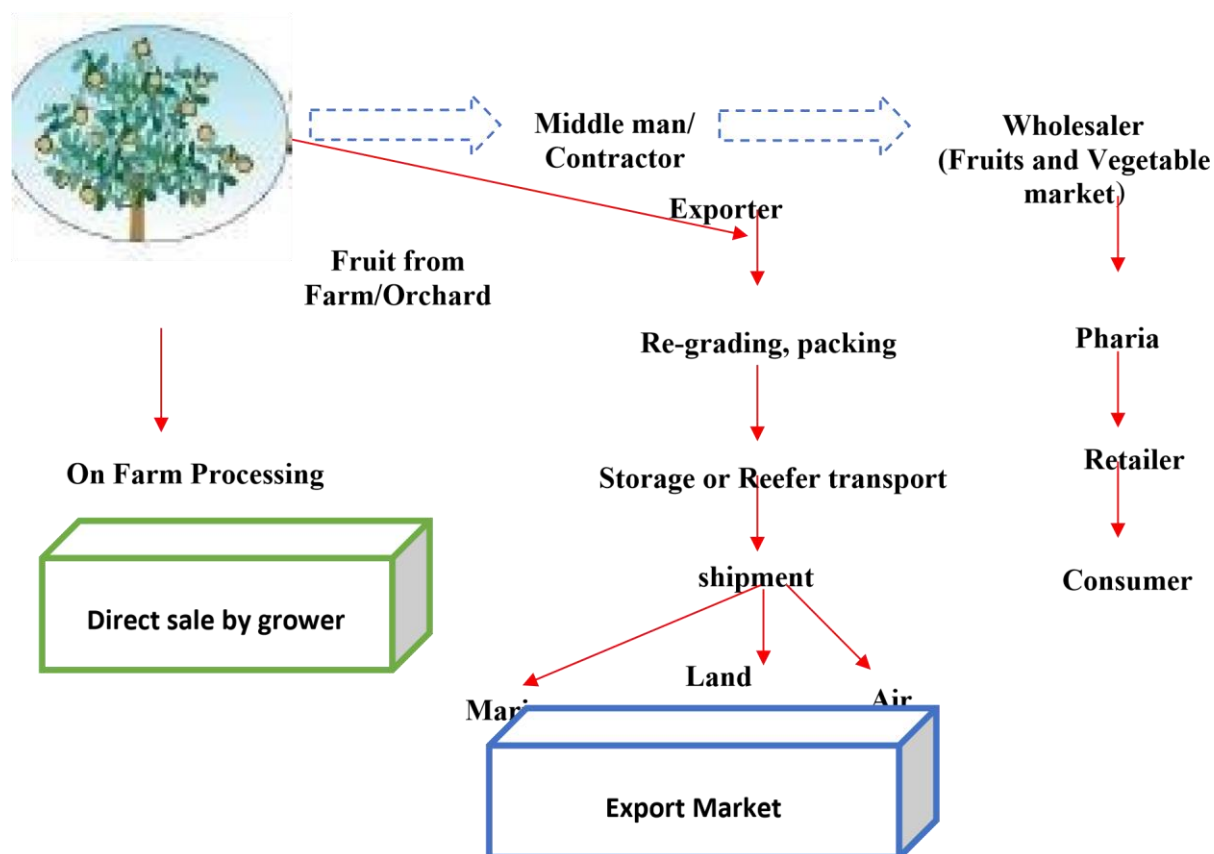 Middle man/
Contractor
Wholesaler
(Fruits and Vegetable
market)
Exporter
Fruit from
Farm/Orchard
Re-grading, packing
Pharia
On Farm Processing
Storage or Reefer transport
Retailer
shipment
Consumer
Direct sale by grower
Land
Air
Export Market